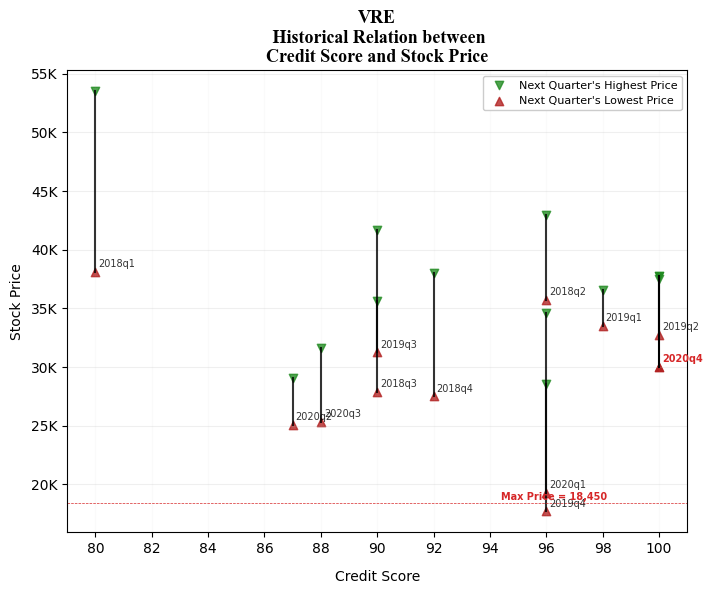 VRE
Historical Relation between
Credit Score and Stock Price
Next Quarter's Highest Price
Next Quarter's Lowest Price
55K
50K
45K
40K
35K
30K
25K
20K
Stock Price
2018q1
2018q2
2019q1
2019q2
2019q3
2020q4
2018q3
2018q4
2020q2
2020q3
2020q1
Max Price = 18,450
2019q4
80 82 84 86 88 90 92 94 96 98 100
Credit Score